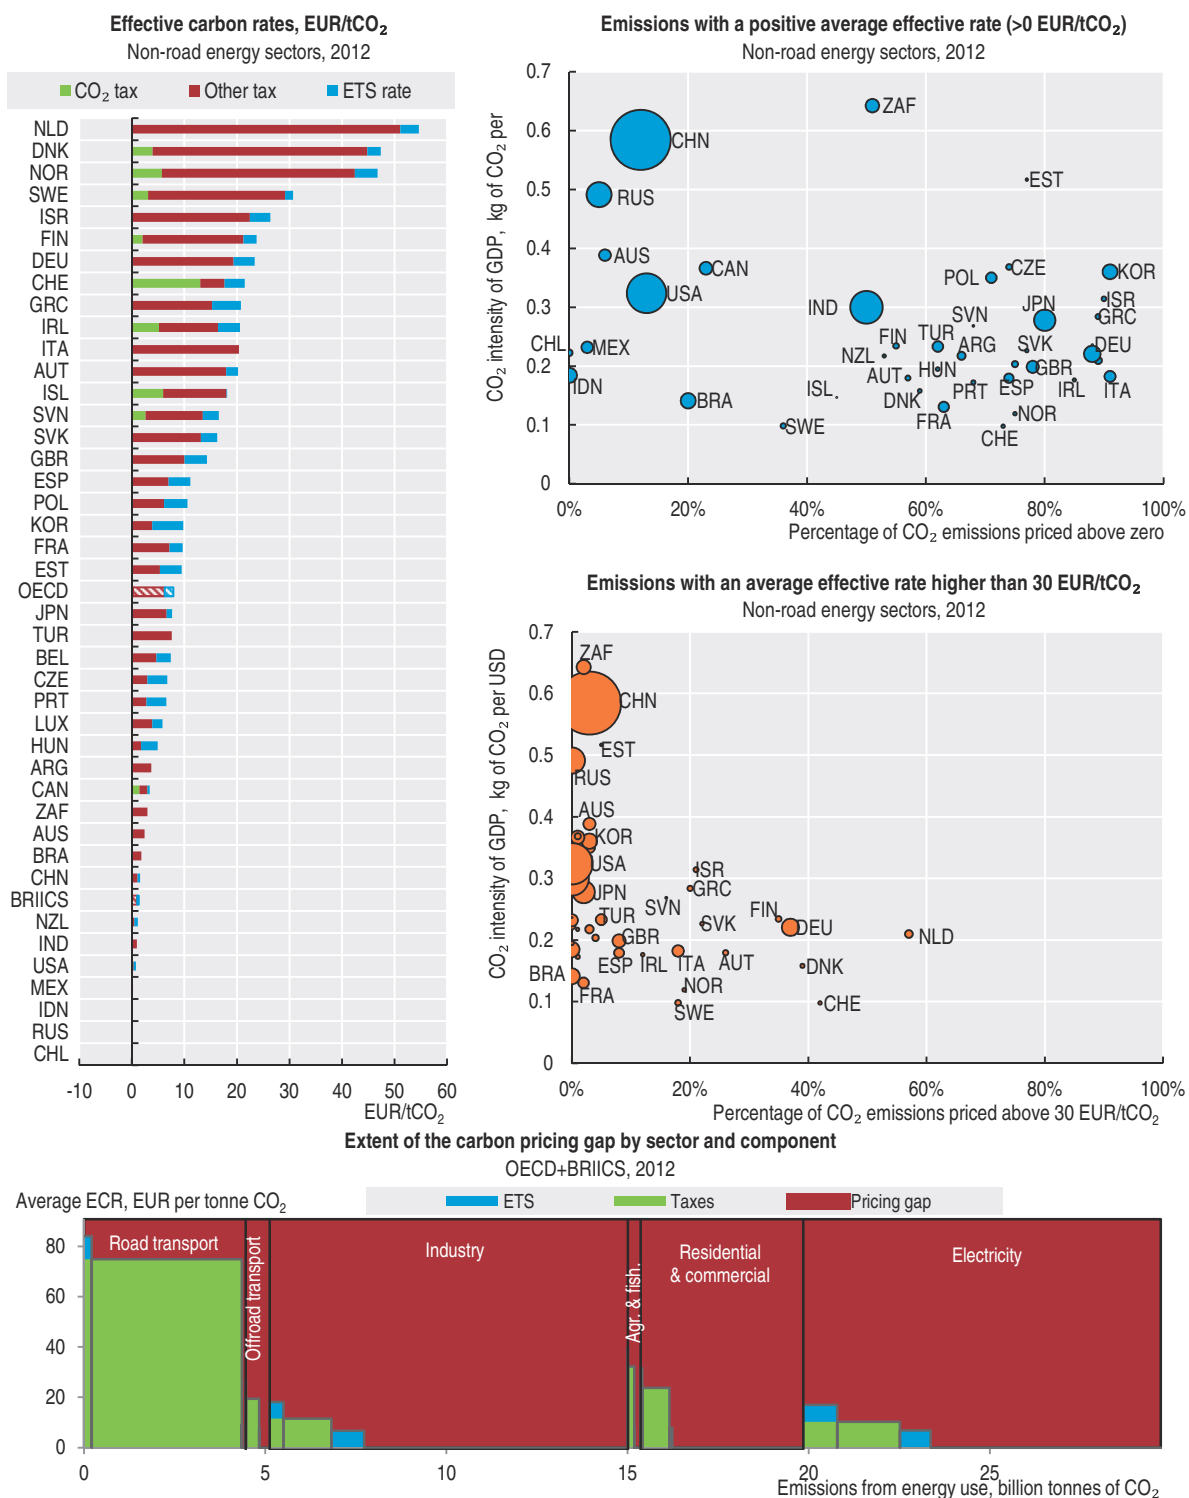 Effective carbon rates, EUR/tCO₂
Non-road energy sectors, 2012
CO₂ tax
Other tax
ETS rate
NLD
DNK
NOR
SWE
ISR
FIN
DEU
CHE
GRC
IRL
ITA
AUT
ISL
SVN
SVK
GBR
ESP
POL
KOR
FRA
EST
OECD
JPN
TUR
BEL
CZE
PRT
LUX
HUN
ARG
CAN
ZAF
AUS
BRA
CHN
BRIICS
NZL
IND
USA
MEX
IDN
RUS
CHL
-10 0 10 20 30 40 50 60
EUR/tCO₂
Emissions with a positive average effective rate (>0 EUR/tCO₂)
Non-road energy sectors, 2012
CO₂ intensity of GDP, kg of CO₂ per
0.7
0.6
0.5
0.4
0.3
0.2
0.1
0
ZAF
CHN
EST
RUS
AUS
CAN
CZE
KOR
POL
USA
ISR
JPN
IND
SVN
GRC
FIN
TUR
CHL
MEX
ARG
SVK
DEU
NZL
HUN
GBR
AUT
IDN
ISL
PRT
ESP
IRL
ITA
BRA
DNK
FRA
NOR
SWE
CHE
0% 20% 40% 60% 80% 100%
Percentage of CO₂ emissions priced above zero
Emissions with an average effective rate higher than 30 EUR/tCO₂
Non-road energy sectors, 2012
CO₂ intensity of GDP, kg of CO₂ per USD
0.7
0.6
0.5
0.4
0.3
0.2
0.1
0
ZAF
CHN
EST
RUS
AUS
KOR
USA
ISR
JPN
GRC
SVN
FIN
TUR
SVK
DEU
GBR
NLD
ESP
IRL
ITA
AUT
DNK
BRA
FRA
NOR
CHE
SWE
0% 20% 40% 60% 80% 100%
Percentage of CO₂ emissions priced above 30 EUR/tCO₂
Extent of the carbon pricing gap by sector and component
OECD+BRIICS, 2012
Average ECR, EUR per tonne CO₂
ETS
Taxes
Pricing gap
80
60
40
20
0
Road transport
Offroad transport
Industry
Agr. & fish.
Residential
& commercial
Electricity
0 5 10 15 20 25
Emissions from energy use, billion tonnes of CO₂